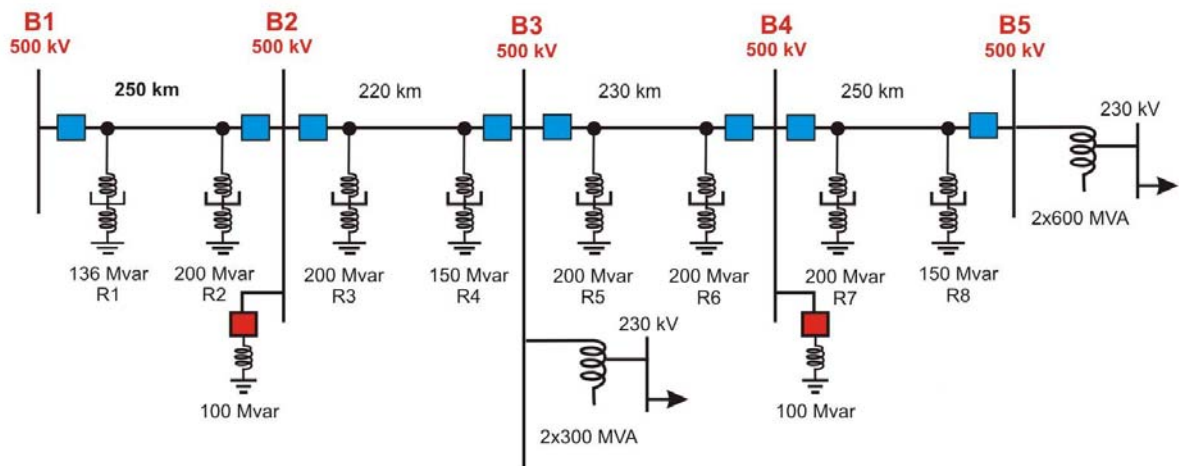 B1
500 kV
B2
500 kV
B3
500 kV
B4
500 kV
B5
500 kV
250 km
220 km
230 km
250 km
230 kV
2x600 MVA
136 Mvar
R1
200 Mvar
R2
200 Mvar
R3
150 Mvar
R4
200 Mvar
R5
200 Mvar
R6
200 Mvar
R7
150 Mvar
R8
230 kV
100 Mvar
2x300 MVA
100 Mvar